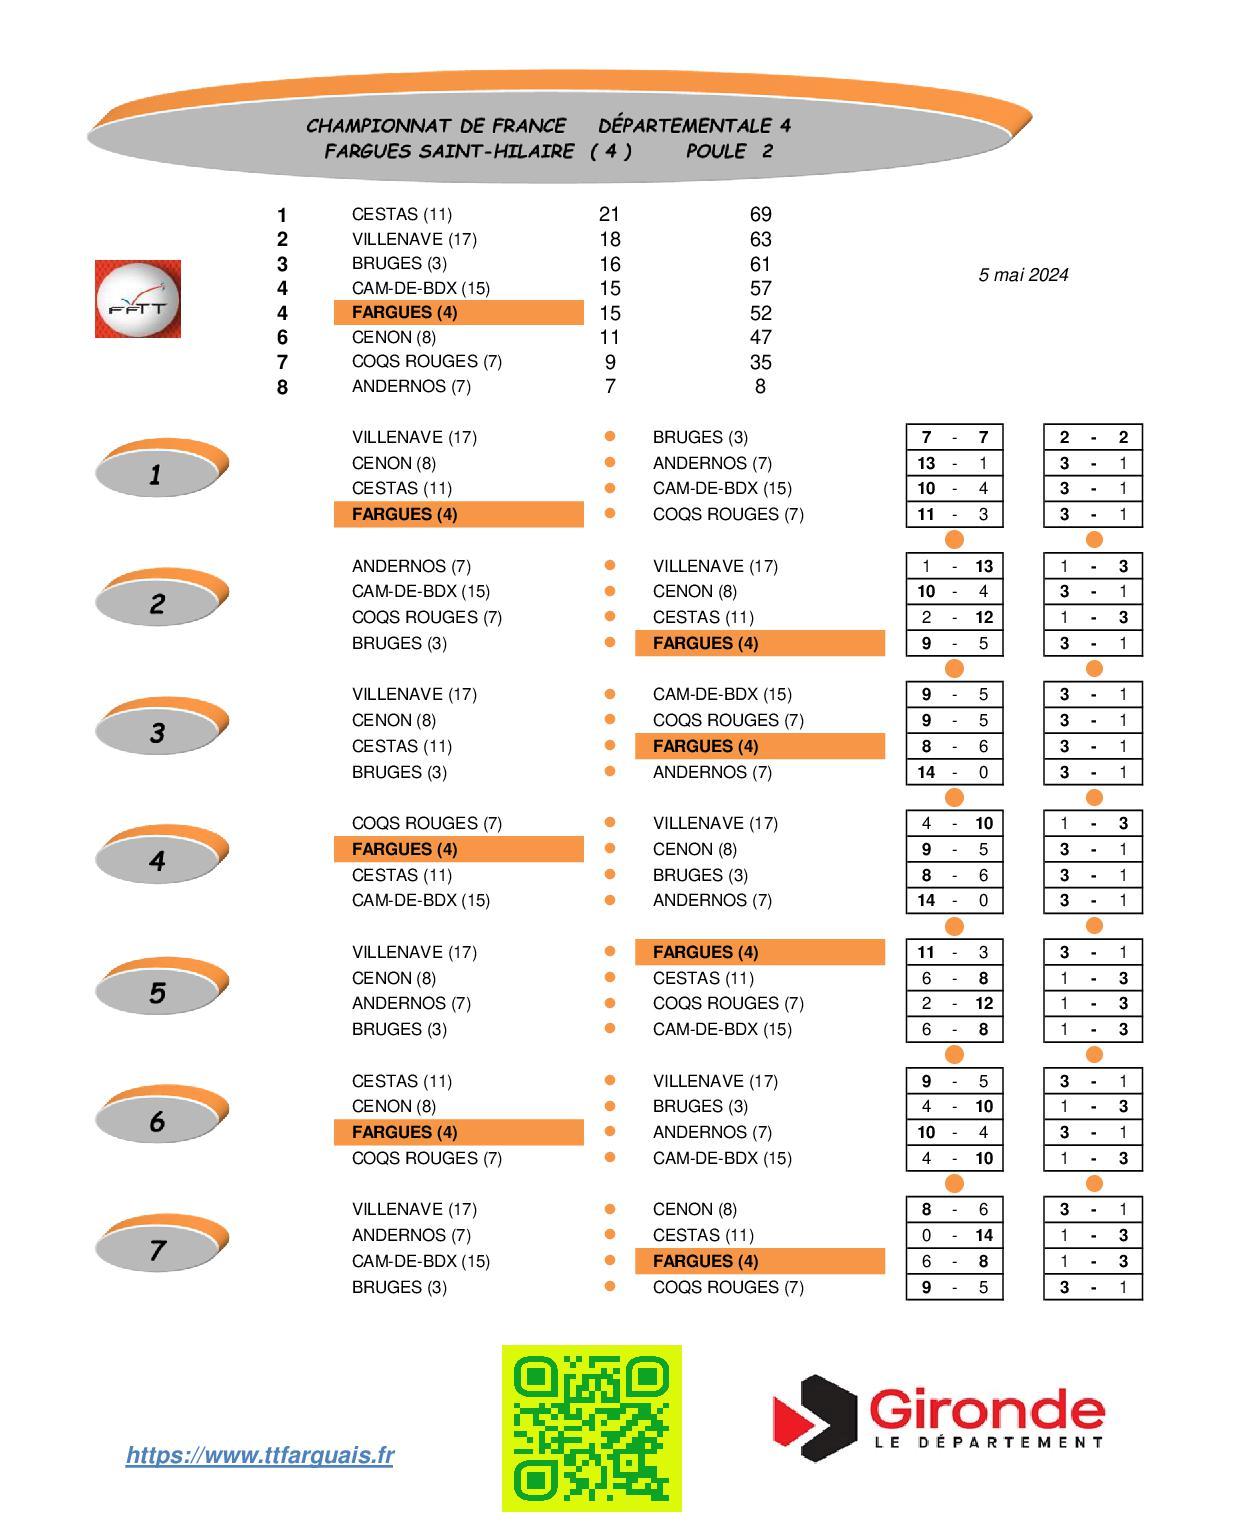 CHAMPIONNAT DE FRANCE DÉPARTEMENTALE 4
FARGUES SAINT-HILAIRE ( 4 ) POULE 2
1 CESTAS (11) 21 69
2 VILLENAVE (17) 18 63
3 BRUGES (3) 16 61
5 mai 2024
4 CAM-DE-BDX (15) 15 57
4 FARGUES (4) 15 52
FFTT
6 CENON (8) 11 47
7 COQS ROUGES (7) 9 35
8 ANDERNOS (7) 7 8
1
VILLENAVE (17) BRUGES (3) 7 - 7 2 - 2
CENON (8) ANDERNOS (7) 13 - 1 3 - 1
CESTAS (11) CAM-DE-BDX (15) 10 - 4 3 - 1
FARGUES (4) COQS ROUGES (7) 11 - 3 3 - 1
2
ANDERNOS (7) VILLENAVE (17) 1 - 13 1 - 3
CAM-DE-BDX (15) CENON (8) 10 - 4 3 - 1
COQS ROUGES (7) CESTAS (11) 2 - 12 1 - 3
BRUGES (3) FARGUES (4) 9 - 5 3 - 1
3
VILLENAVE (17) CAM-DE-BDX (15) 9 - 5 3 - 1
CENON (8) COQS ROUGES (7) 9 - 5 3 - 1
CESTAS (11) FARGUES (4) 8 - 6 3 - 1
BRUGES (3) ANDERNOS (7) 14 - 0 3 - 1
4
COQS ROUGES (7) VILLENAVE (17) 4 - 10 1 - 3
FARGUES (4) CENON (8) 9 - 5 3 - 1
CESTAS (11) BRUGES (3) 8 - 6 3 - 1
CAM-DE-BDX (15) ANDERNOS (7) 14 - 0 3 - 1
5
VILLENAVE (17) FARGUES (4) 11 - 3 3 - 1
CENON (8) CESTAS (11) 6 - 8 1 - 3
ANDERNOS (7) COQS ROUGES (7) 2 - 12 1 - 3
BRUGES (3) CAM-DE-BDX (15) 6 - 8 1 - 3
6
CESTAS (11) VILLENAVE (17) 9 - 5 3 - 1
CENON (8) BRUGES (3) 4 - 10 1 - 3
FARGUES (4) ANDERNOS (7) 10 - 4 3 - 1
COQS ROUGES (7) CAM-DE-BDX (15) 4 - 10 1 - 3
7
VILLENAVE (17) CENON (8) 8 - 6 3 - 1
ANDERNOS (7) CESTAS (11) 0 - 14 1 - 3
CAM-DE-BDX (15) FARGUES (4) 6 - 8 1 - 3
BRUGES (3) COQS ROUGES (7) 9 - 5 3 - 1
https://www.ttfarguais.fr
Gironde
LE DÉPARTEMENT